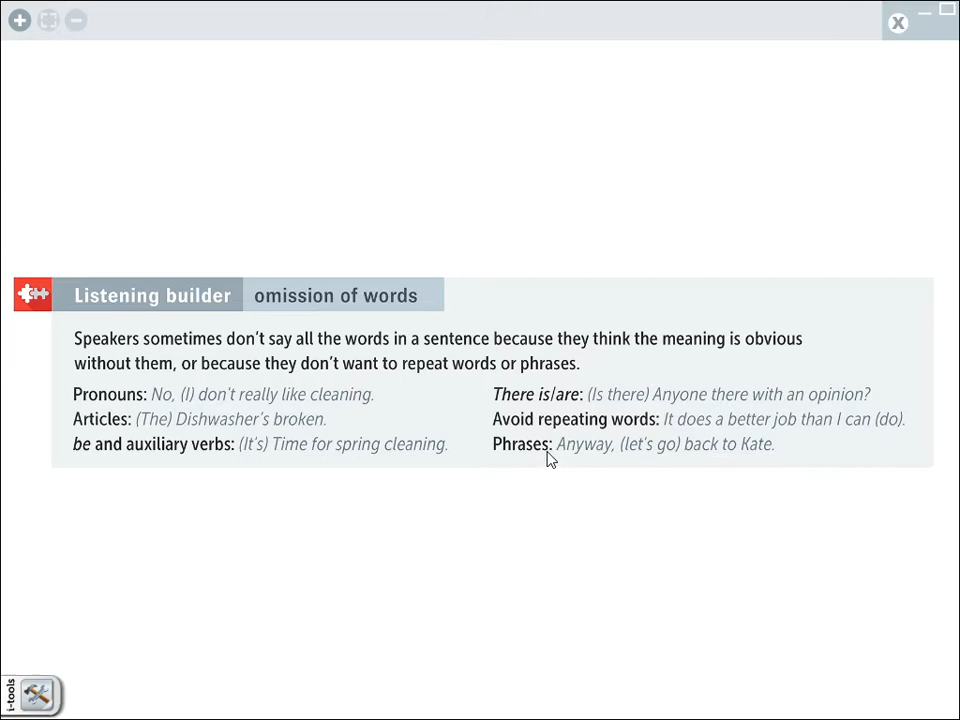 Listening builder omission of words
Speakers sometimes don't say all the words in a sentence because they think the meaning is obvious
without them, or because they don't want to repeat words or phrases.
Pronouns: No, (I) don't really like cleaning.
Articles: (The) Dishwasher's broken.
be and auxiliary verbs: (It's) Time for spring cleaning.
There is/are: (Is there) Anyone there with an opinion?
Avoid repeating words: It does a better job than I can (do).
Phrases: Anyway, (let's go) back to Kate.
i-tools